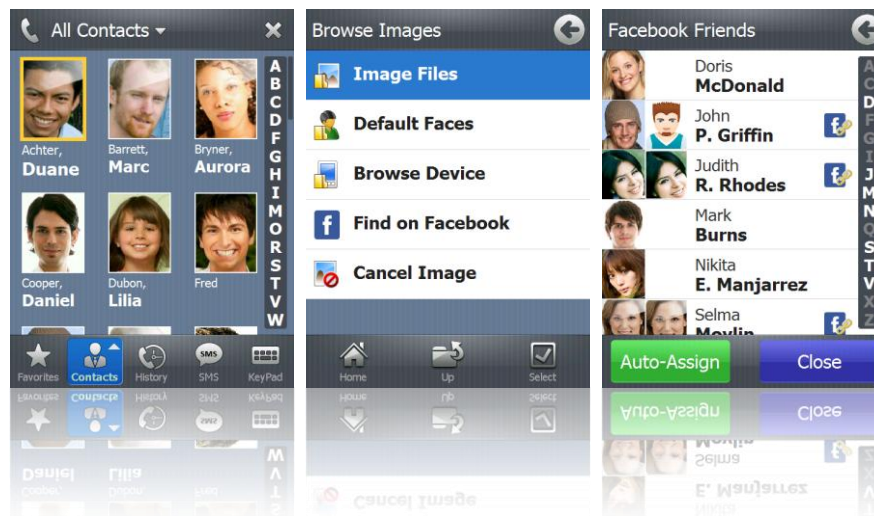 All Contacts
Achter,
Duane
Barrett,
Marc
Bryner,
Aurora
Cooper,
Daniel
Dubon,
Lilia
Fred
A
B
C
D
F
G
H
I
M
O
R
S
T
V
W
Favorites
Contacts
History
SMS
SMS
KeyPad
Browse Images
Image Files
Default Faces
Browse Device
f Find on Facebook
Cancel Image
Home
Up
Select
Facebook Friends
Doris
McDonald
John
P. Griffin
f
Judith
R. Rhodes
f
Mark
Burns
Nikita
E. Manjarrez
Selma
Movlin
f
A
C
D
F
G
I
J
M
N
Q
S
T
V
X
Z
Auto-Assign
Close